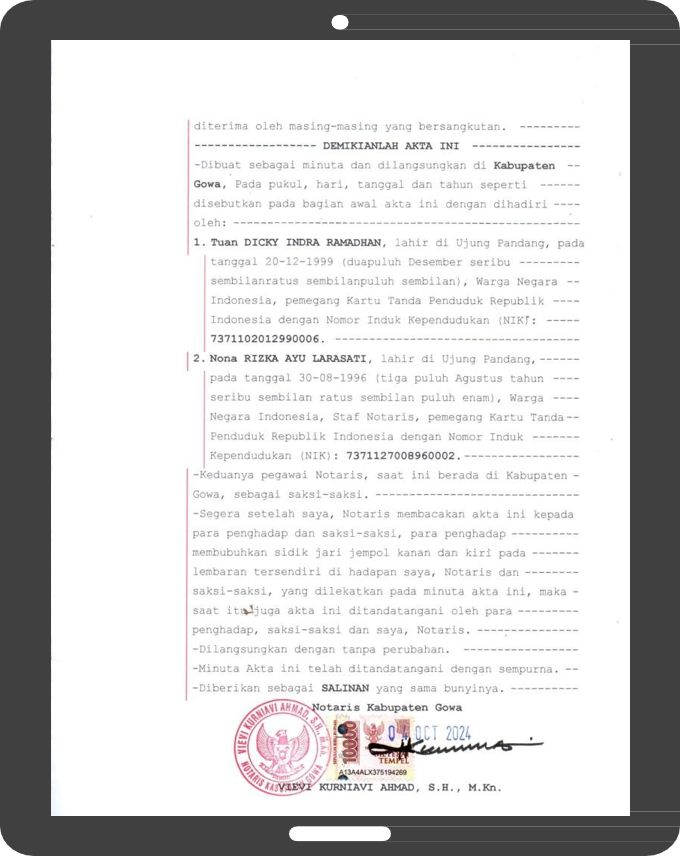 diterima oleh masing-masing yang bersangkutan. ---------
------------------ DEMIKIANLAH AKTA INI ----------------
-Dibuat sebagai minuta dan dilangsungkan di Kabupaten --
Gowa, Pada pukul, hari, tanggal dan tahun seperti ------
disebutkan pada bagian awal akta ini dengan dihadiri ----
oleh: ---------------------------------------------------
1. Tuan DICKY INDRA RAMADHAN, lahir di Ujung Pandang, pada
tanggal 20-12-1999 (duapuluh Desember seribu ---------
sembilanratus sembilanpuluh sembilan), Warga Negara --
Indonesia, pemegang Kartu Tanda Penduduk Republik ----
Indonesia dengan Nomor Induk Kependudukan (NIK): -----
7371102012990006. ------------------------------------
2. Nona RIZKA AYU LARASATI, lahir di Ujung Pandang,------
pada tanggal 30-08-1996 (tiga puluh Agustus tahun ----
seribu sembilan ratus sembilan puluh enam), Warga ----
Negara Indonesia, Staf Notaris, pemegang Kartu Tanda--
Penduduk Republik Indonesia dengan Nomor Induk -------
Kependudukan (NIK): 7371127008960002.-----------------
-Keduanya pegawai Notaris, saat ini berada di Kabupaten -
Gowa, sebagai saksi-saksi. ------------------------------
-Segera setelah saya, Notaris membacakan akta ini kepada
para penghadap dan saksi-saksi, para penghadap ----------
membubuhkan sidik jari jempol kanan dan kiri pada -------
lembaran tersendiri di hadapan saya, Notaris dan --------
saksi-saksi, yang dilekatkan pada minuta akta ini, maka -
saat itu juga akta ini ditandatangani oleh para ---------
penghadap, saksi-saksi dan saya, Notaris. ---------------
-Dilangsungkan dengan tanpa perubahan. -----------------
-Minuta Akta ini telah ditandatangani dengan sempurna. --
-Diberikan sebagai SALINAN yang sama bunyinya. ----------
Notaris Kabupaten Gowa
VIEVI KURNIAVI AHMAD, S.H., M.Kn.
NOTARIS KABUPATEN GOWA
10000
04 OCT 2024
METERAI
TEMPEL
A13A4ALX375194269
VIEVI KURNIAVI AHMAD, S.H., M.Kn.